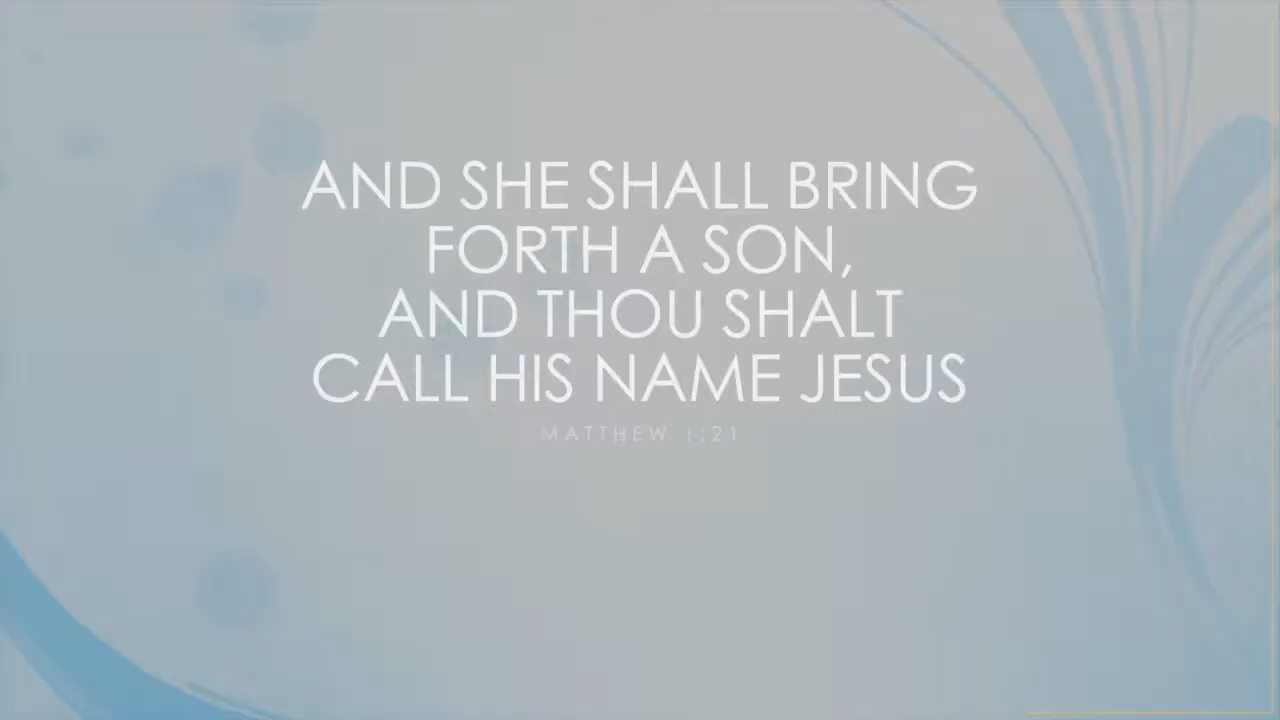 AND SHE SHALL BRING
FORTH A SON,
AND THOU SHALT
CALL HIS NAME JESUS
MATTHEW 1:21